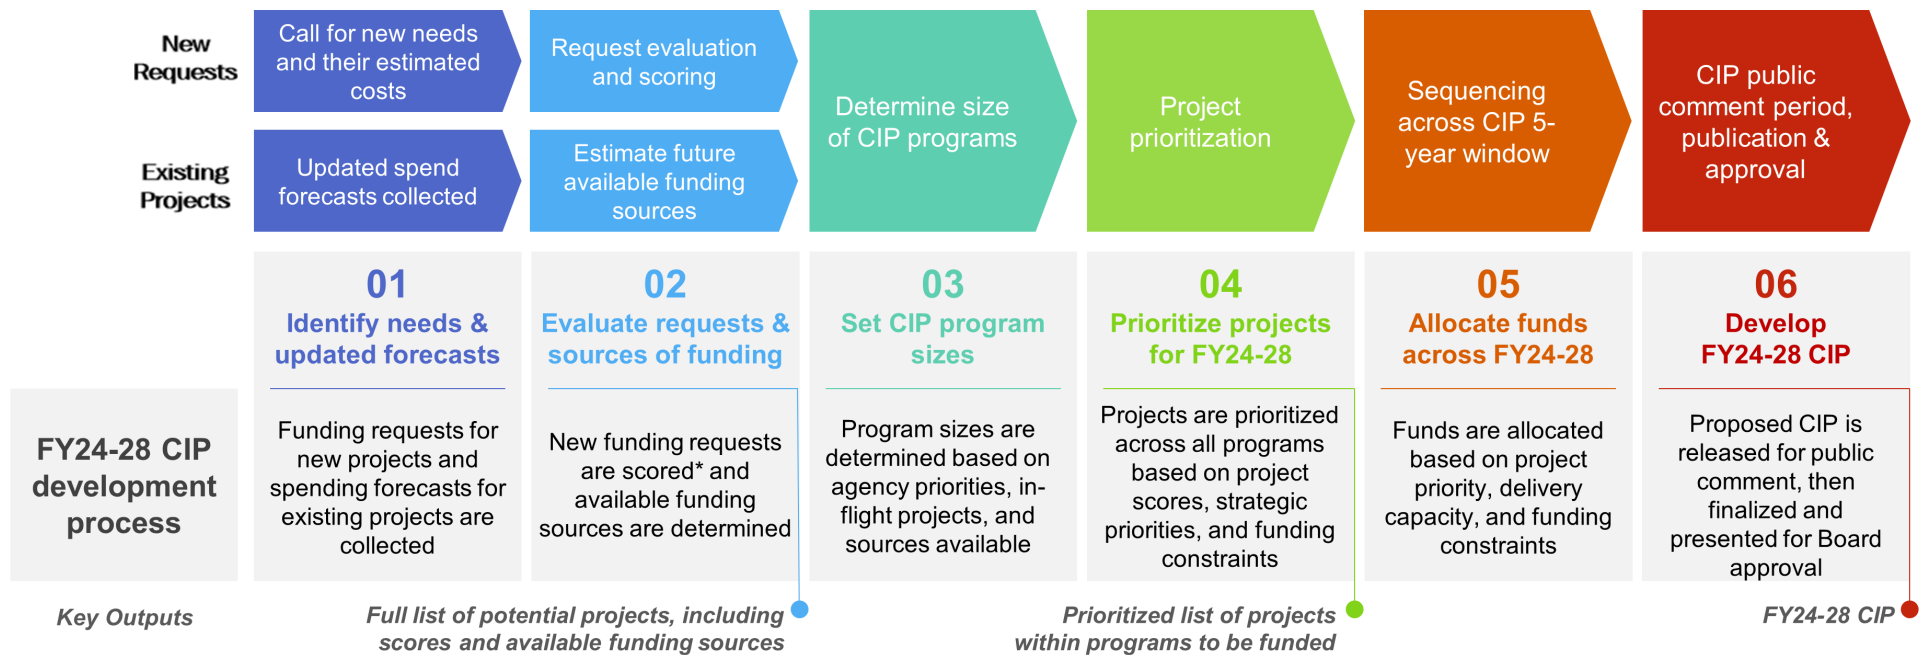 New
Requests
Call for new needs
and their estimated
costs
Request evaluation
and scoring
Existing
Projects
Updated spend
forecasts collected
Estimate future
available funding
sources
Determine size
of CIP programs
Project
prioritization
Sequencing
across CIP 5-
year window
CIP public
comment period,
publication &
approval
FY24-28 CIP
development
process
01
Identify needs &
updated forecasts
Funding requests for
new projects and
spending forecasts for
existing projects are
collected
02
Evaluate requests &
sources of funding
New funding requests
are scored* and
available funding
sources are determined
03
Set CIP program
sizes
Program sizes are
determined based on
agency priorities, in-
flight projects, and
sources available
04
Prioritize projects
for FY24-28
Projects are prioritized
across all programs
based on project
scores, strategic
priorities, and funding
constraints
05
Allocate funds
across FY24-28
Funds are allocated
based on project
priority, delivery
capacity, and funding
constraints
06
Develop
FY24-28 CIP
Proposed CIP is
released for public
comment, then
finalized and
presented for Board
approval
Key Outputs
Full list of potential projects, including
scores and available funding sources
Prioritized list of projects
within programs to be funded
FY24-28 CIP